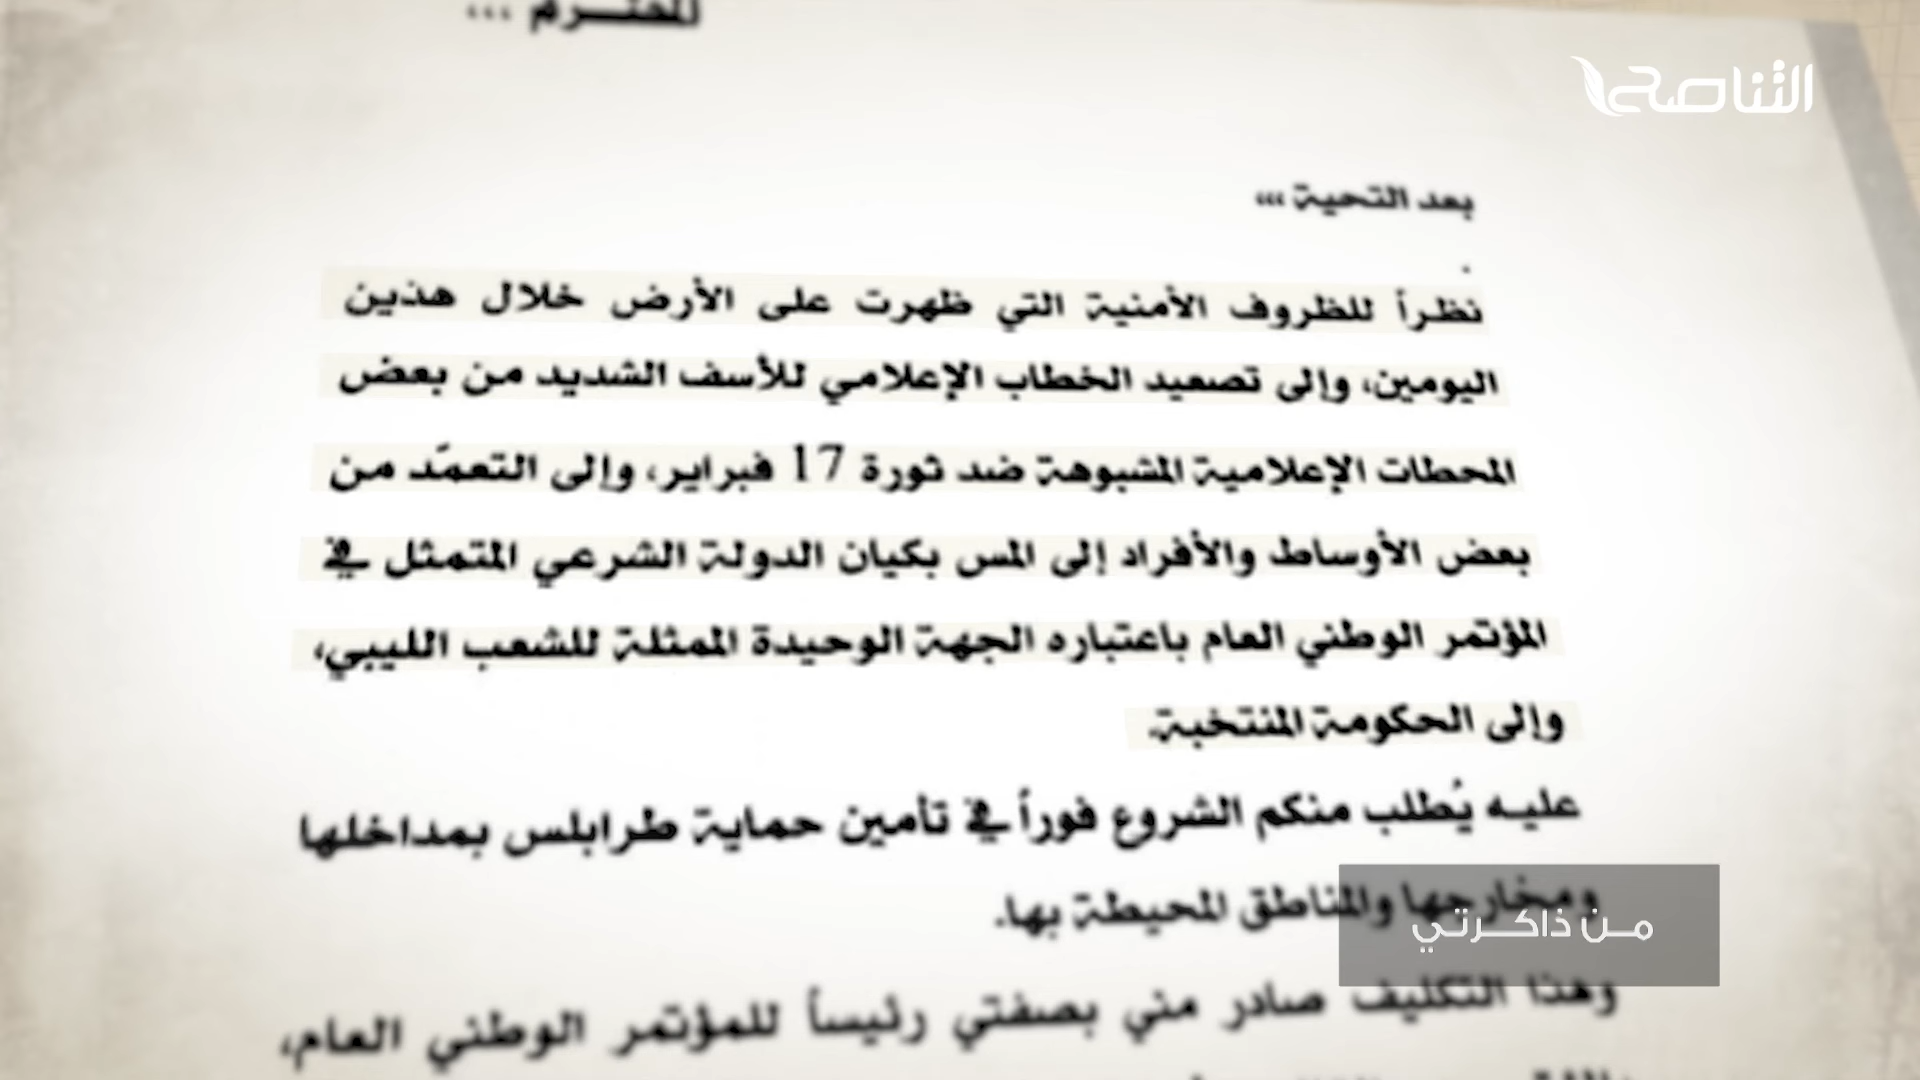 المحترم ...
التناصح
بعد التحية ،،،
نظراً للظروف الأمنية التي ظهرت على الأرض خلال هذين
اليومين، وإلى تصعيد الخطاب الإعلامي للأسف الشديد من بعض
المحطات الإعلامية المشبوهة ضد ثورة 17 فبراير، وإلى التعمّد من
بعض الأوساط والأفراد إلى المس بكيان الدولة الشرعي المتمثل في
المؤتمر الوطني العام باعتباره الجهة الوحيدة الممثلة للشعب الليبي،
وإلى الحكومة المنتخبة.
عليه يُطلب منكم الشروع فوراً في تأمين حماية طرابلس بمداخلها
ومخارجها والمناطق المحيطة بها.
من ذاكرتي
وهذا التكليف صادر مني بصفتي رئيساً للمؤتمر الوطني العام،